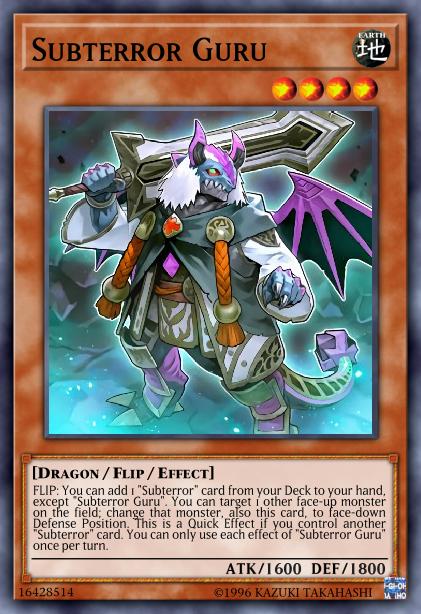 SUBTERROR GURU
EARTH
地
[DRAGON / FLIP / EFFECT]
FLIP: You can add 1 "Subterror" card from your Deck to your hand,
except "Subterror Guru". You can target 1 other face-up monster
on the field; change that monster, also this card, to face-down
Defense Position. This is a Quick Effect if you control another
"Subterror" card. You can only use each effect of "Subterror Guru"
once per turn.
ATK/1600 DEF/1800
16428514
©1996 KAZUKI TAKAHASHI